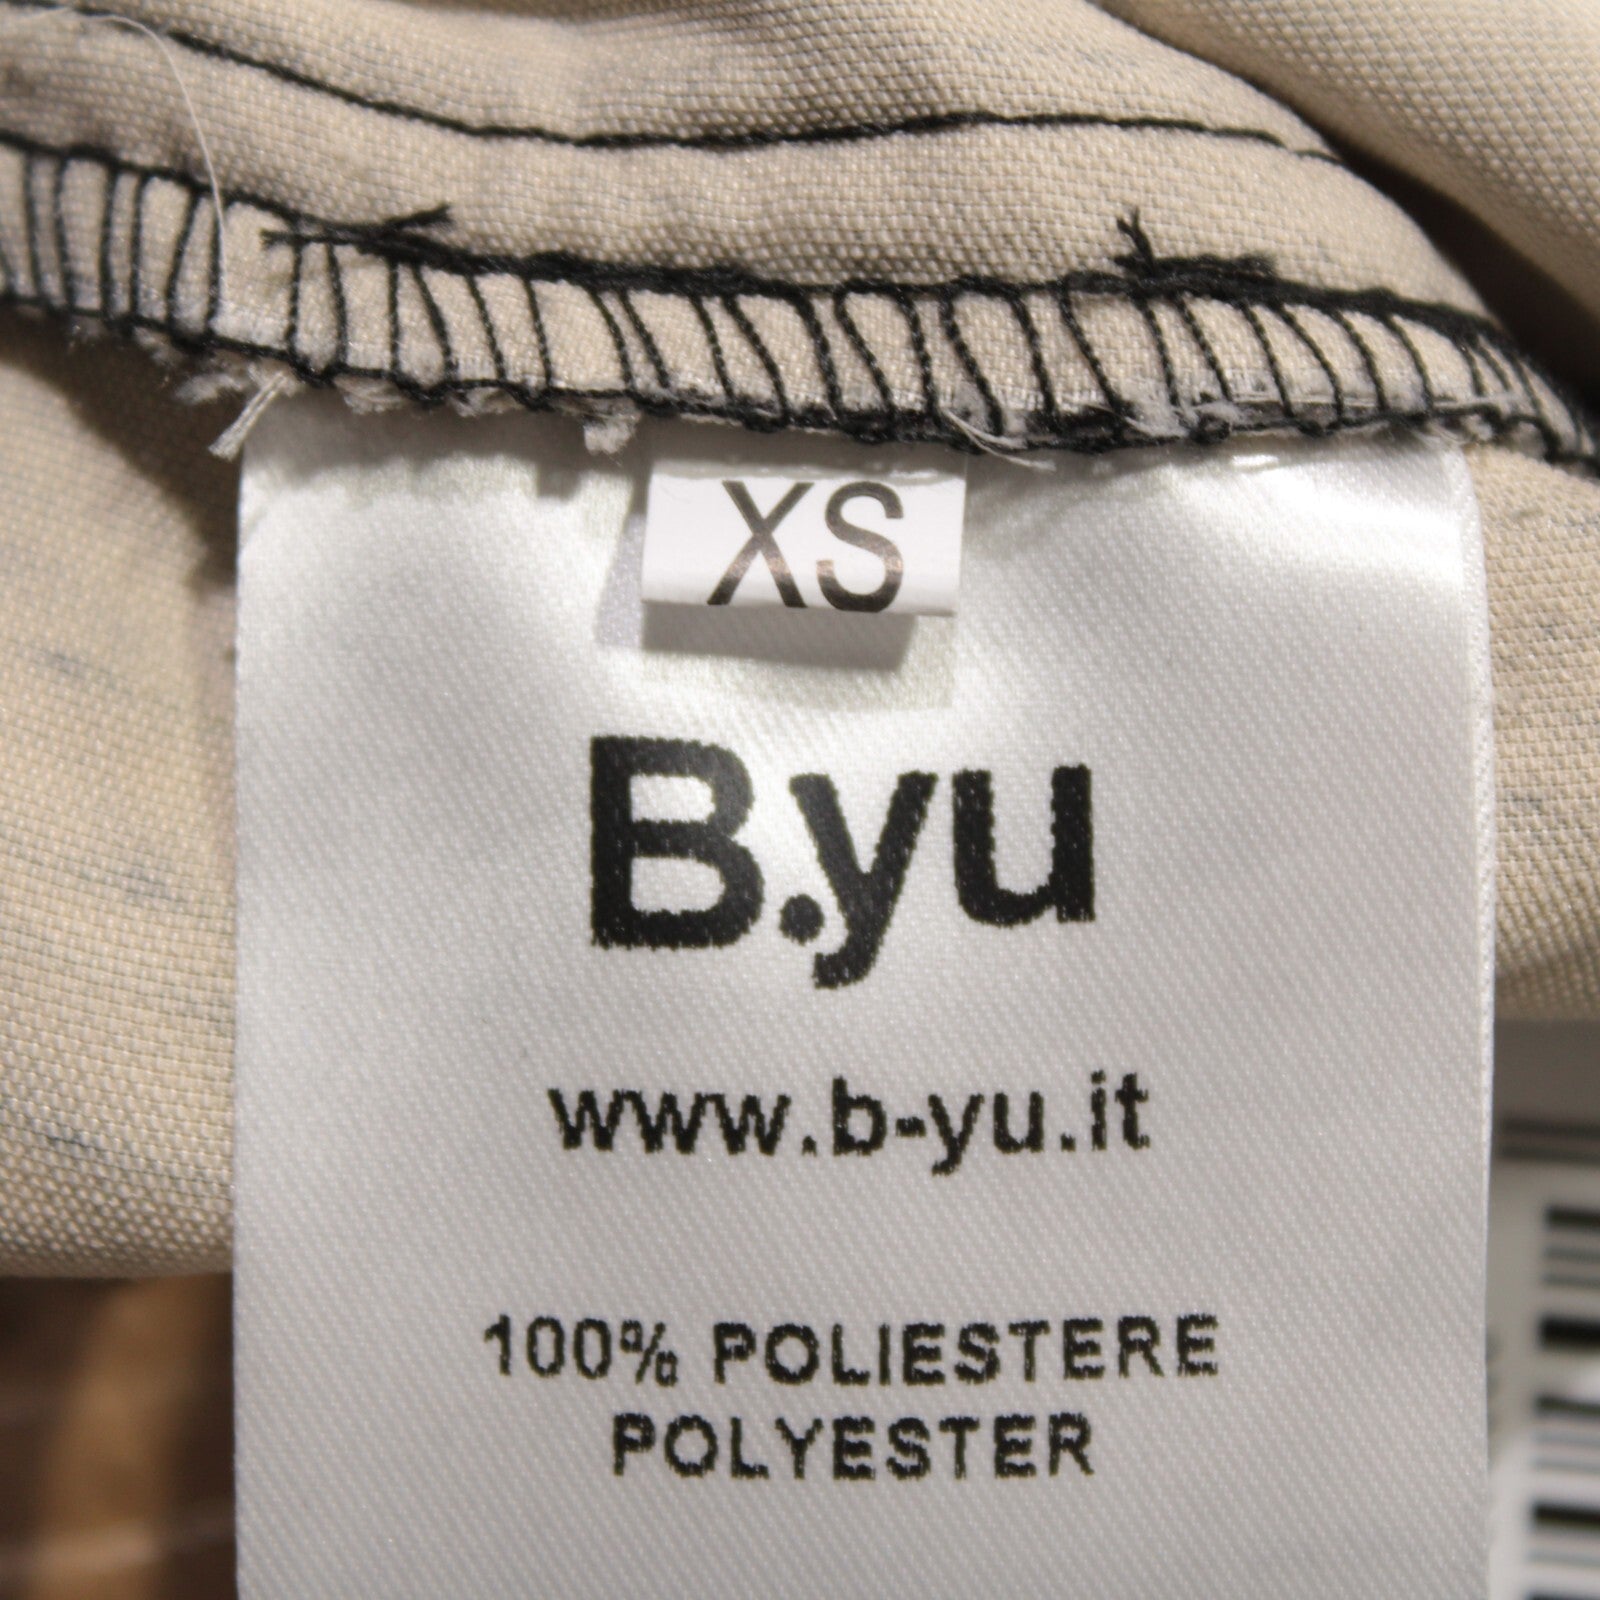 XS
B.yu
www.b-yu.it
100% POLIESTERE
POLYESTER